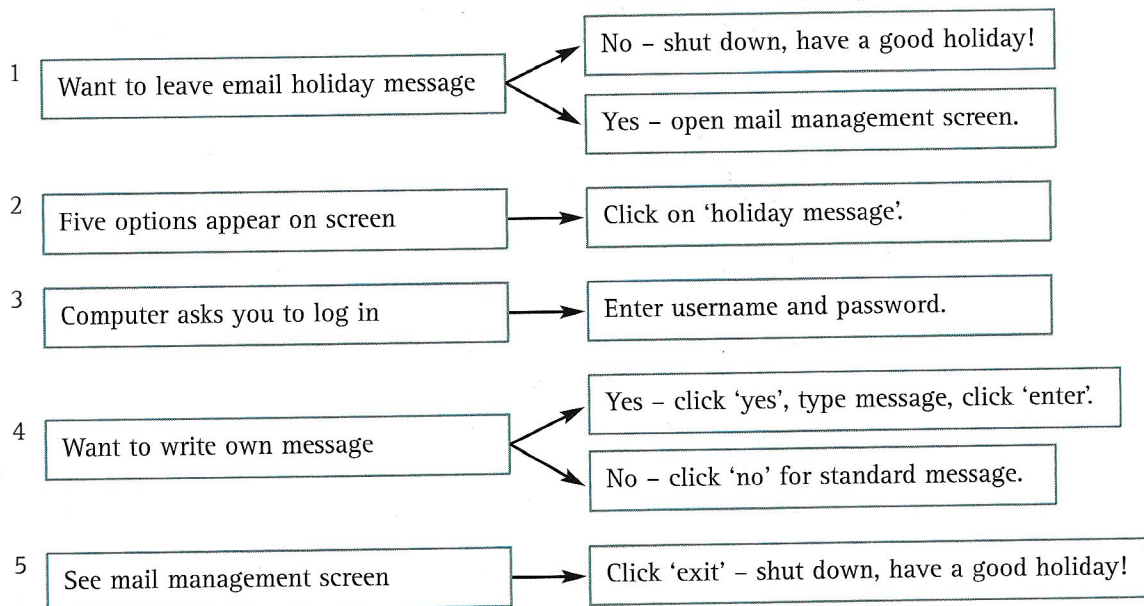 No – shut down, have a good holiday!
1
Want to leave email holiday message
Yes – open mail management screen.
2
Five options appear on screen
Click on ‘holiday message’.
3
Computer asks you to log in
Enter username and password.
Yes – click ‘yes’, type message, click ‘enter’.
4
Want to write own message
No – click ‘no’ for standard message.
5
See mail management screen
Click ‘exit’ – shut down, have a good holiday!